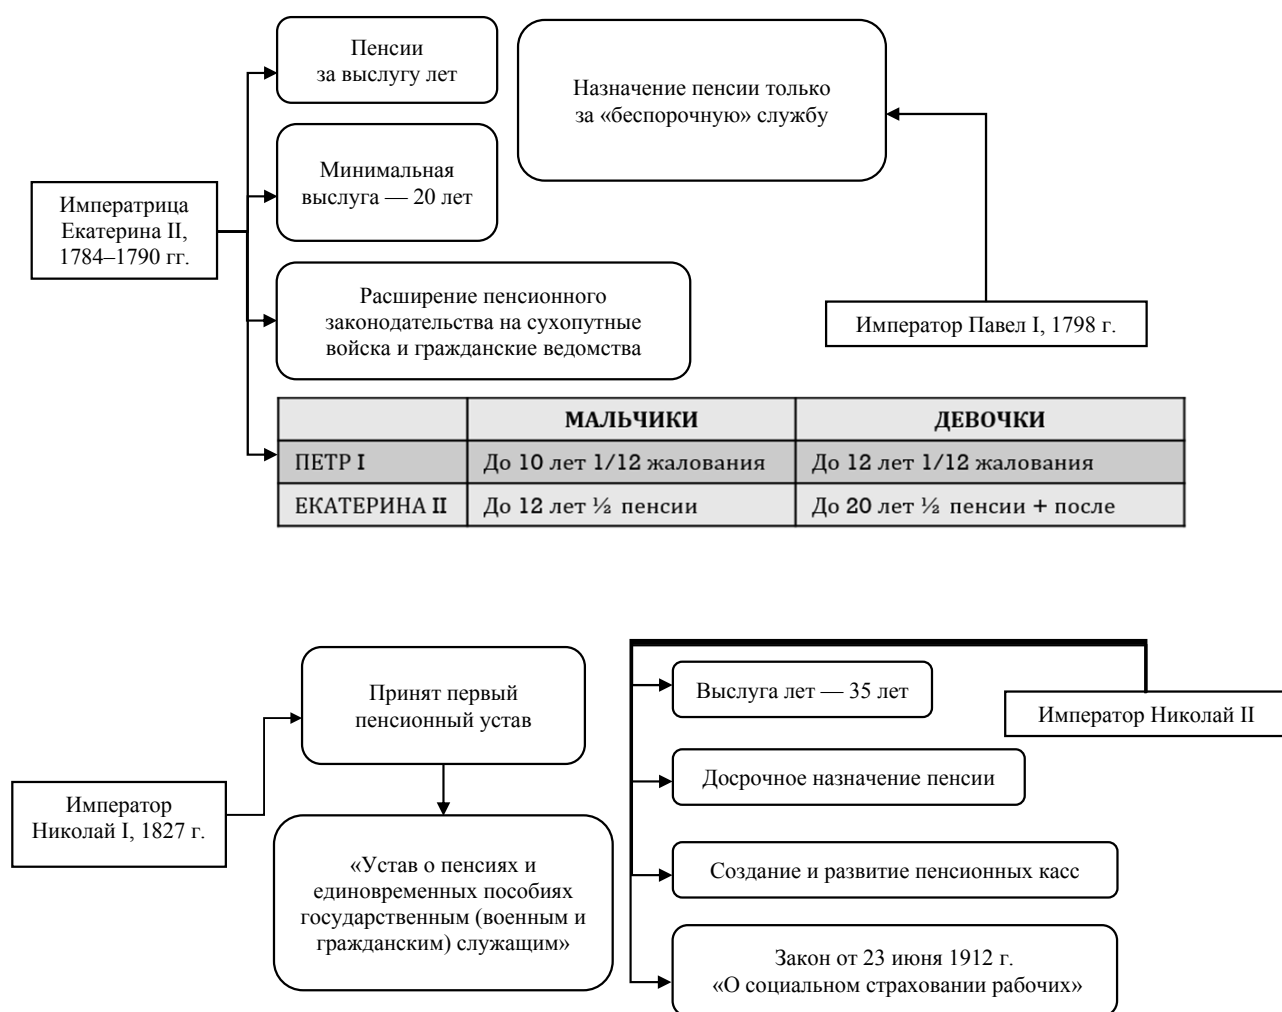 Пенсии
за выслугу лет
Назначение пенсии только
за «беспорочную» службу
Минимальная
выслуга — 20 лет
Императрица
Екатерина II,
1784–1790 гг.
Расширение пенсионного
законодательства на сухопутные
войска и гражданские ведомства
Император Павел I, 1798 г.
МАЛЬЧИКИ ДЕВОЧКИ
ПЕТР I До 10 лет 1/12 жалования До 12 лет 1/12 жалования
ЕКАТЕРИНА II До 12 лет ½ пенсии До 20 лет ½ пенсии + после
Принят первый
пенсионный устав
Император
Николай I, 1827 г.
«Устав о пенсиях и
единовременных пособиях
государственным (военным и
гражданским) служащим»
Выслуга лет — 35 лет
Император Николай II
Досрочное назначение пенсии
Создание и развитие пенсионных касс
Закон от 23 июня 1912 г.
«О социальном страховании рабочих»